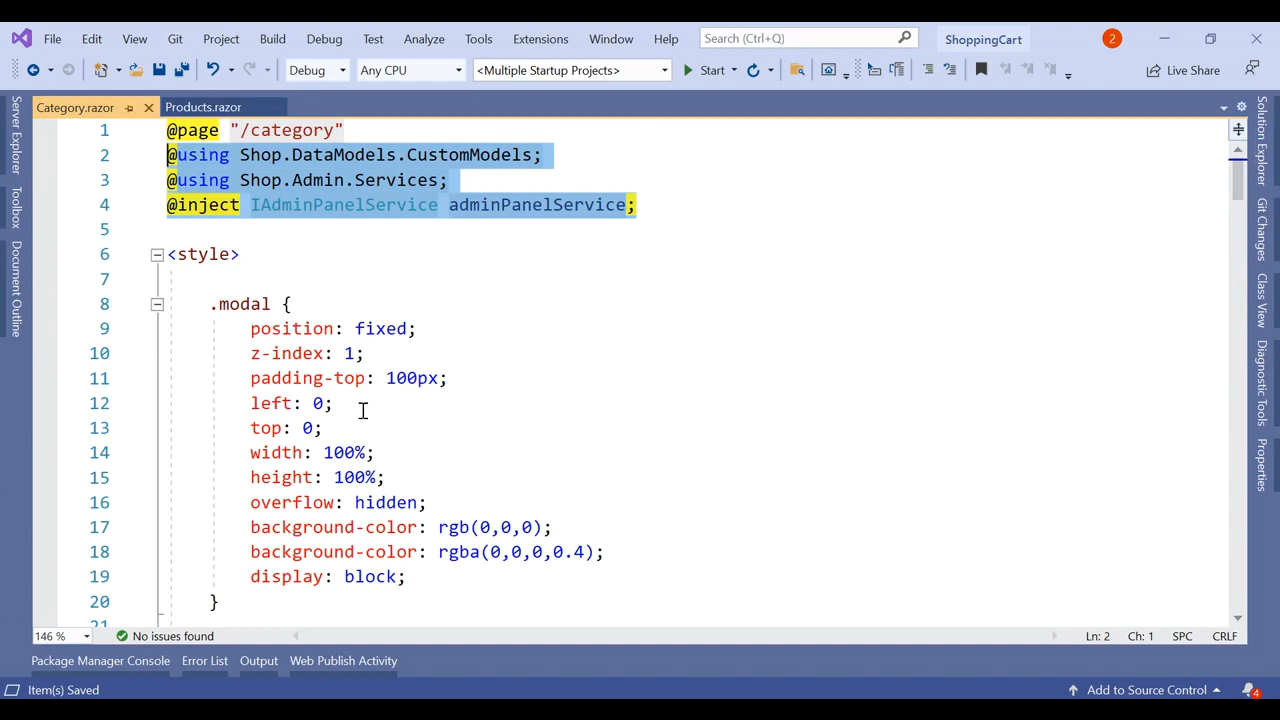 File Edit View Git Project Build Debug Test Analyze Tools Extensions Window Help Search (Ctrl+Q) ShoppingCart 2
Debug Any CPU <Multiple Startup Projects> Start Live Share
Category.razor Products.razor
Server Explorer
Toolbox
Document Outline
1 @page "/category"
2 @using Shop.DataModels.CustomModels;
3 @using Shop.Admin.Services;
4 @inject IAdminPanelService adminPanelService;
5
6 <style>
7
8 .modal {
9 position: fixed;
10 z-index: 1;
11 padding-top: 100px;
12 left: 0;
13 top: 0;
14 width: 100%;
15 height: 100%;
16 overflow: hidden;
17 background-color: rgb(0,0,0);
18 background-color: rgba(0,0,0,0.4);
19 display: block;
20 }
21
Solution Explorer
Git Changes
Class View
Diagnostic Tools
Properties
146 % No issues found Ln: 2 Ch: 1 SPC CRLF
Package Manager Console Error List Output Web Publish Activity
Item(s) Saved Add to Source Control 4